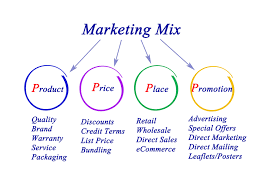 Marketing Mix
Product
Price
Place
Promotion
Quality
Brand
Warranty
Service
Packaging
Discounts
Credit Terms
List Price
Bundling
Retail
Wholesale
Direct Sales
eCommerce
Advertising
Special Offers
Direct Marketing
Direct Mailing
Leaflets/Posters